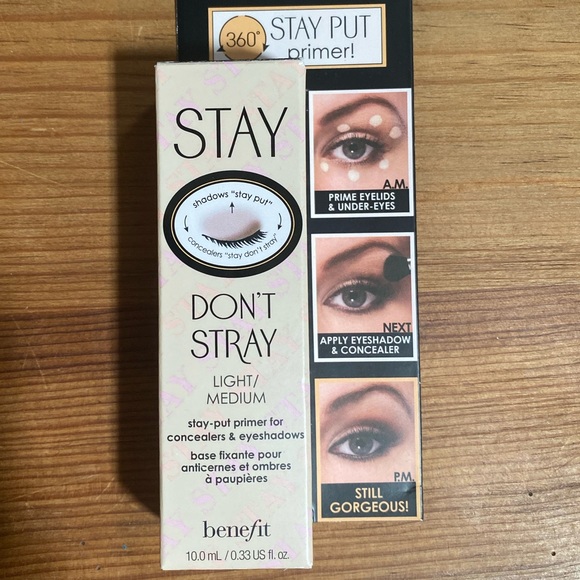 360°
STAY PUT
primer!
STAY
shadows "stay put"
concealers "stay don't stray"
DON'T
STRAY
LIGHT/
MEDIUM
stay-put primer for
concealers & eyeshadows
base fixante pour
anticernes et ombres
à paupières
benefit
10.0 mL / 0.33 US fl. oz.
A.M.
PRIME EYELIDS
& UNDER-EYES
NEXT
APPLY EYESHADOW
& CONCEALER
P.M.
STILL
GORGEOUS!